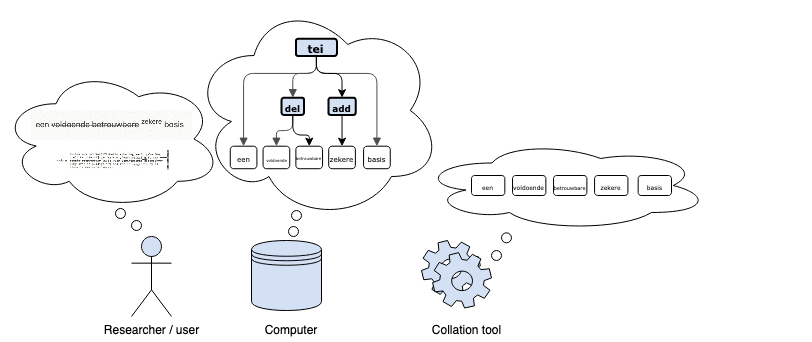 een voldoende betrouwbare zekere basis
tei
del add
een voldoende betrouwbare zekere basis
een voldoende betrouwbare zekere basis
Researcher / user
Computer
Collation tool